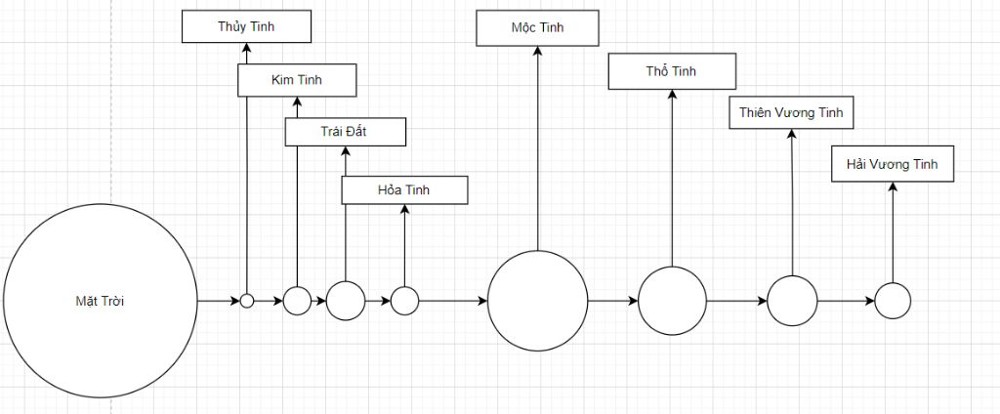 Mặt Trời
Thủy Tinh
Kim Tinh
Trái Đất
Hỏa Tinh
Mộc Tinh
Thổ Tinh
Thiên Vương Tinh
Hải Vương Tinh